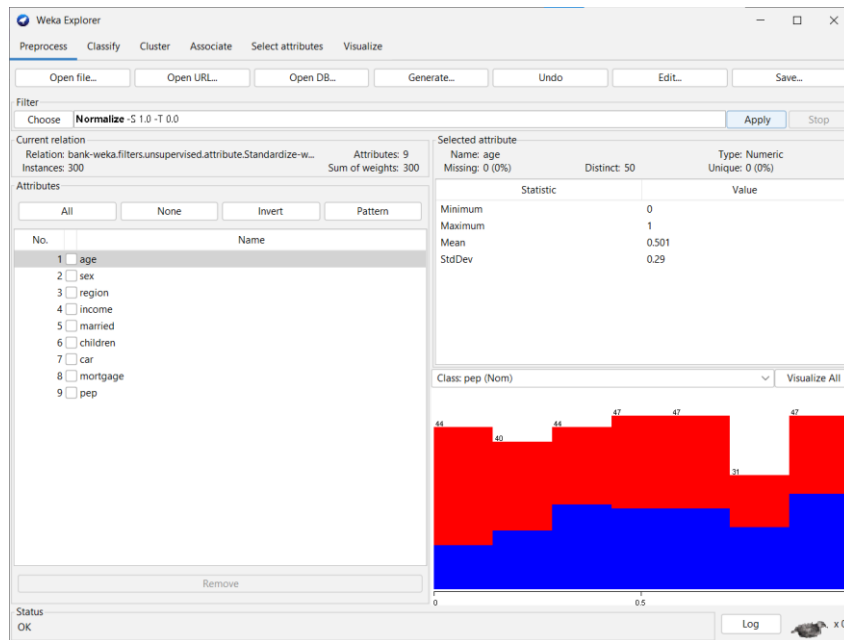 Weka Explorer
Preprocess Classify Cluster Associate Select attributes Visualize
Open file... Open URL... Open DB... Generate... Undo Edit... Save...
Filter
Choose Normalize -S 1.0 -T 0.0 Apply Stop
Current relation
Relation: bank-weka.filters.unsupervised.attribute.Standardize-w... Attributes: 9
Instances: 300 Sum of weights: 300
Attributes
All None Invert Pattern
No. Name
1 age
2 sex
3 region
4 income
5 married
6 children
7 car
8 mortgage
9 pep
Remove
Selected attribute
Name: age Type: Numeric
Missing: 0 (0%) Distinct: 50 Unique: 0 (0%)
Statistic Value
Minimum 0
Maximum 1
Mean 0.501
StdDev 0.29
Class: pep (Nom) Visualize All
44 40 44 47 47 31 47
0 0.5
Status
OK
Log x 0